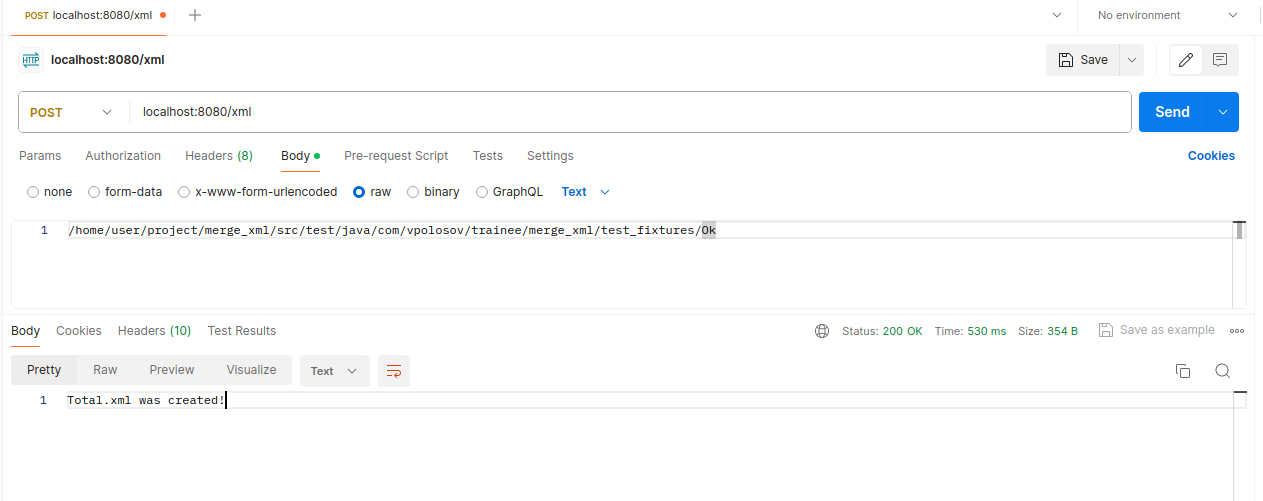 POST localhost:8080/xml
No environment
HTTP localhost:8080/xml
Save
POST localhost:8080/xml
Send
Params Authorization Headers (8) Body Pre-request Script Tests Settings Cookies
none form-data x-www-form-urlencoded raw binary GraphQL Text
1 /home/user/project/merge_xml/src/test/java/com/vpolosov/trainee/merge_xml/test_fixtures/Ok
Body Cookies Headers (10) Test Results Status: 200 OK Time: 530 ms Size: 354 B Save as example
Pretty Raw Preview Visualize Text
1 Total.xml was created!